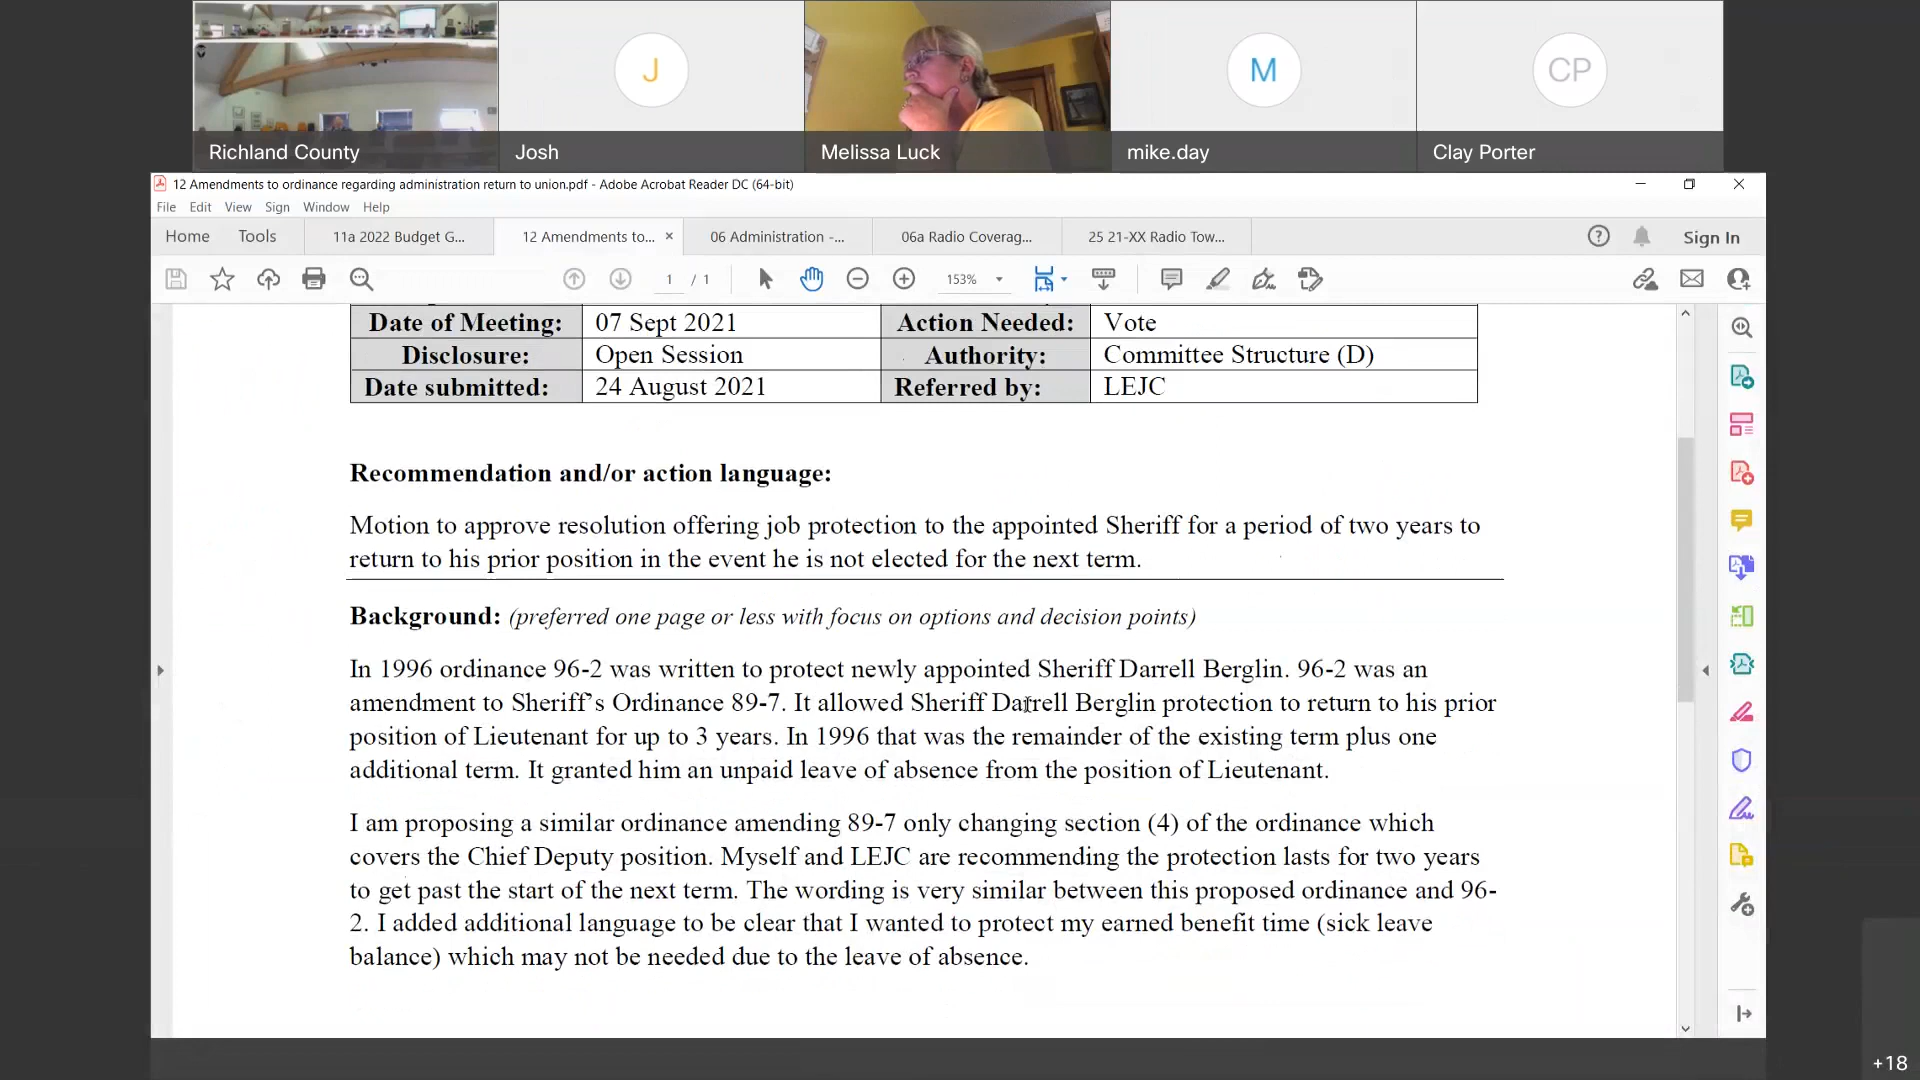 J
M
CP
Richland County
Josh
Melissa Luck
mike.day
Clay Porter
12 Amendments to ordinance regarding administration return to union.pdf - Adobe Acrobat Reader DC (64-bit)
File Edit View Sign Window Help
Home Tools 11a 2022 Budget G... 12 Amendments to... × 06 Administration -... 06a Radio Coverag... 25 21-XX Radio Tow... Sign In
1 / 1 153%
Date of Meeting: 07 Sept 2021 Action Needed: Vote
Disclosure: Open Session Authority: Committee Structure (D)
Date submitted: 24 August 2021 Referred by: LEJC
Recommendation and/or action language:
Motion to approve resolution offering job protection to the appointed Sheriff for a period of two years to
return to his prior position in the event he is not elected for the next term.
Background: (preferred one page or less with focus on options and decision points)
In 1996 ordinance 96-2 was written to protect newly appointed Sheriff Darrell Berglin. 96-2 was an
amendment to Sheriff's Ordinance 89-7. It allowed Sheriff Darrell Berglin protection to return to his prior
position of Lieutenant for up to 3 years. In 1996 that was the remainder of the existing term plus one
additional term. It granted him an unpaid leave of absence from the position of Lieutenant.
I am proposing a similar ordinance amending 89-7 only changing section (4) of the ordinance which
covers the Chief Deputy position. Myself and LEJC are recommending the protection lasts for two years
to get past the start of the next term. The wording is very similar between this proposed ordinance and 96-
2. I added additional language to be clear that I wanted to protect my earned benefit time (sick leave
balance) which may not be needed due to the leave of absence.
+18